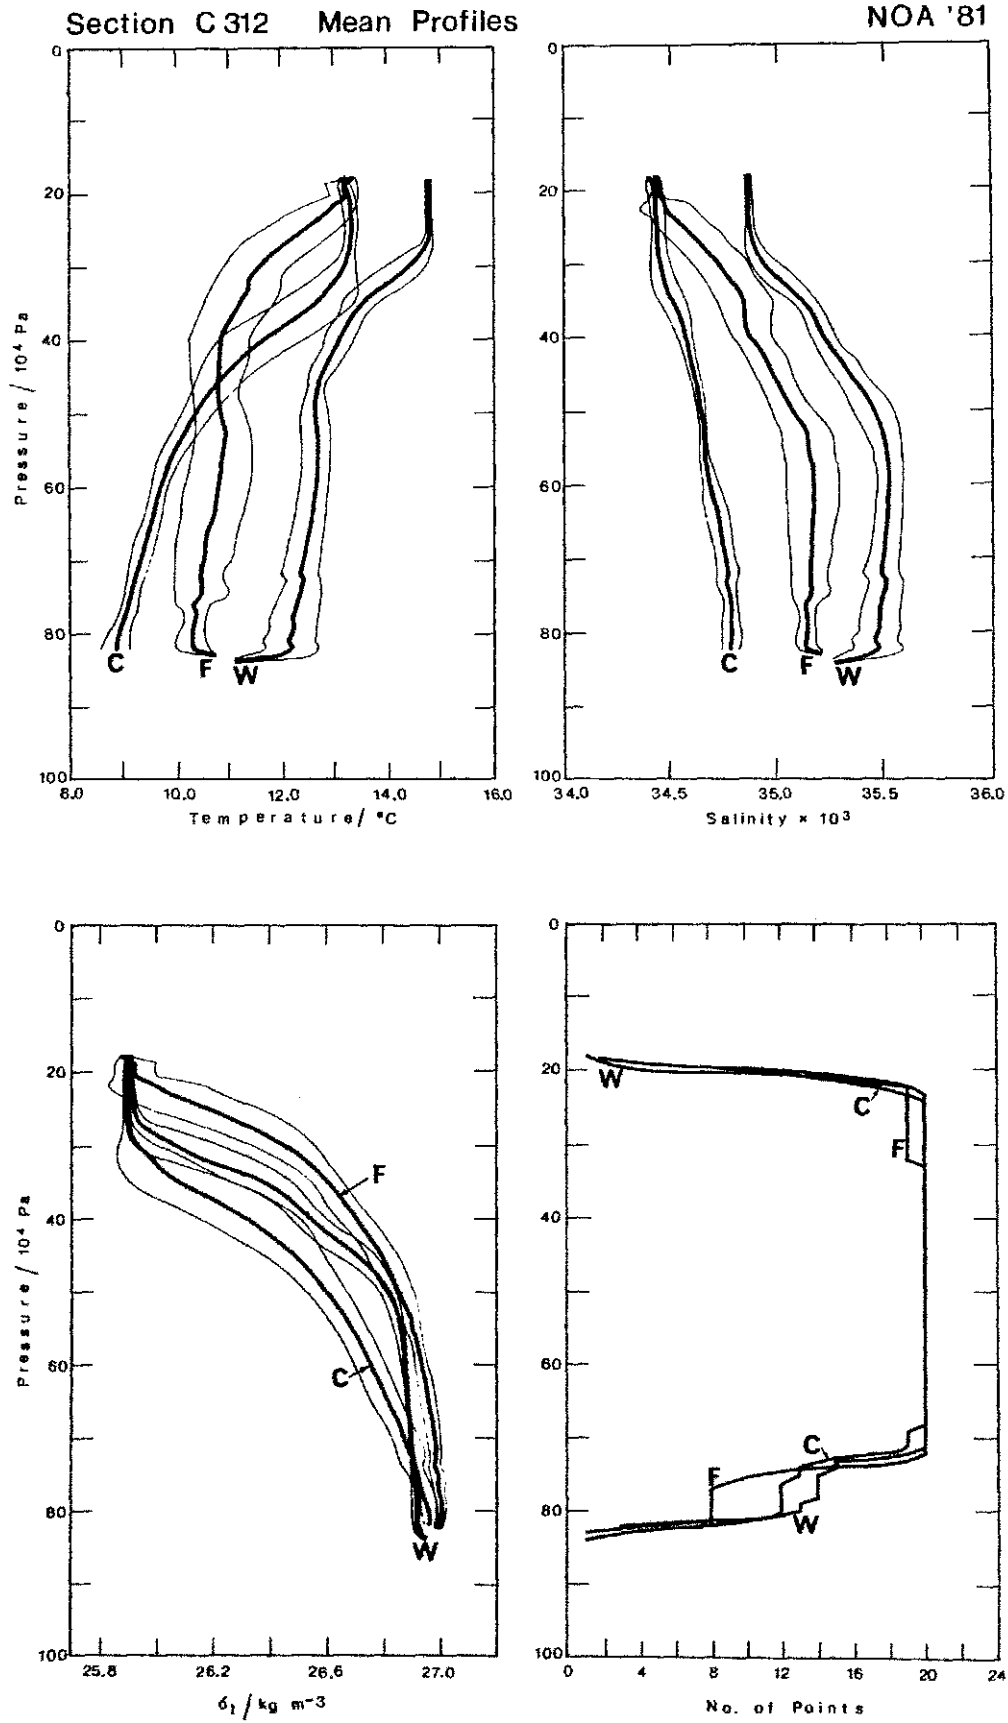 Section C312 Mean Profiles NOA '81
0
20
40
60
80
100
Pressure / 10⁴ Pa
8.0 10.0 12.0 14.0 16.0
Temperature / °C
C F W
0
20
40
60
80
100
34.0 34.5 35.0 35.5 36.0
Salinity × 10³
C F W
0
20
40
60
80
100
Pressure / 10⁴ Pa
25.8 26.2 26.6 27.0
σt / kg m⁻³
F
C
W
0
20
40
60
80
100
0 4 8 12 16 20 24
No. of Points
W
C
F
C
F
W